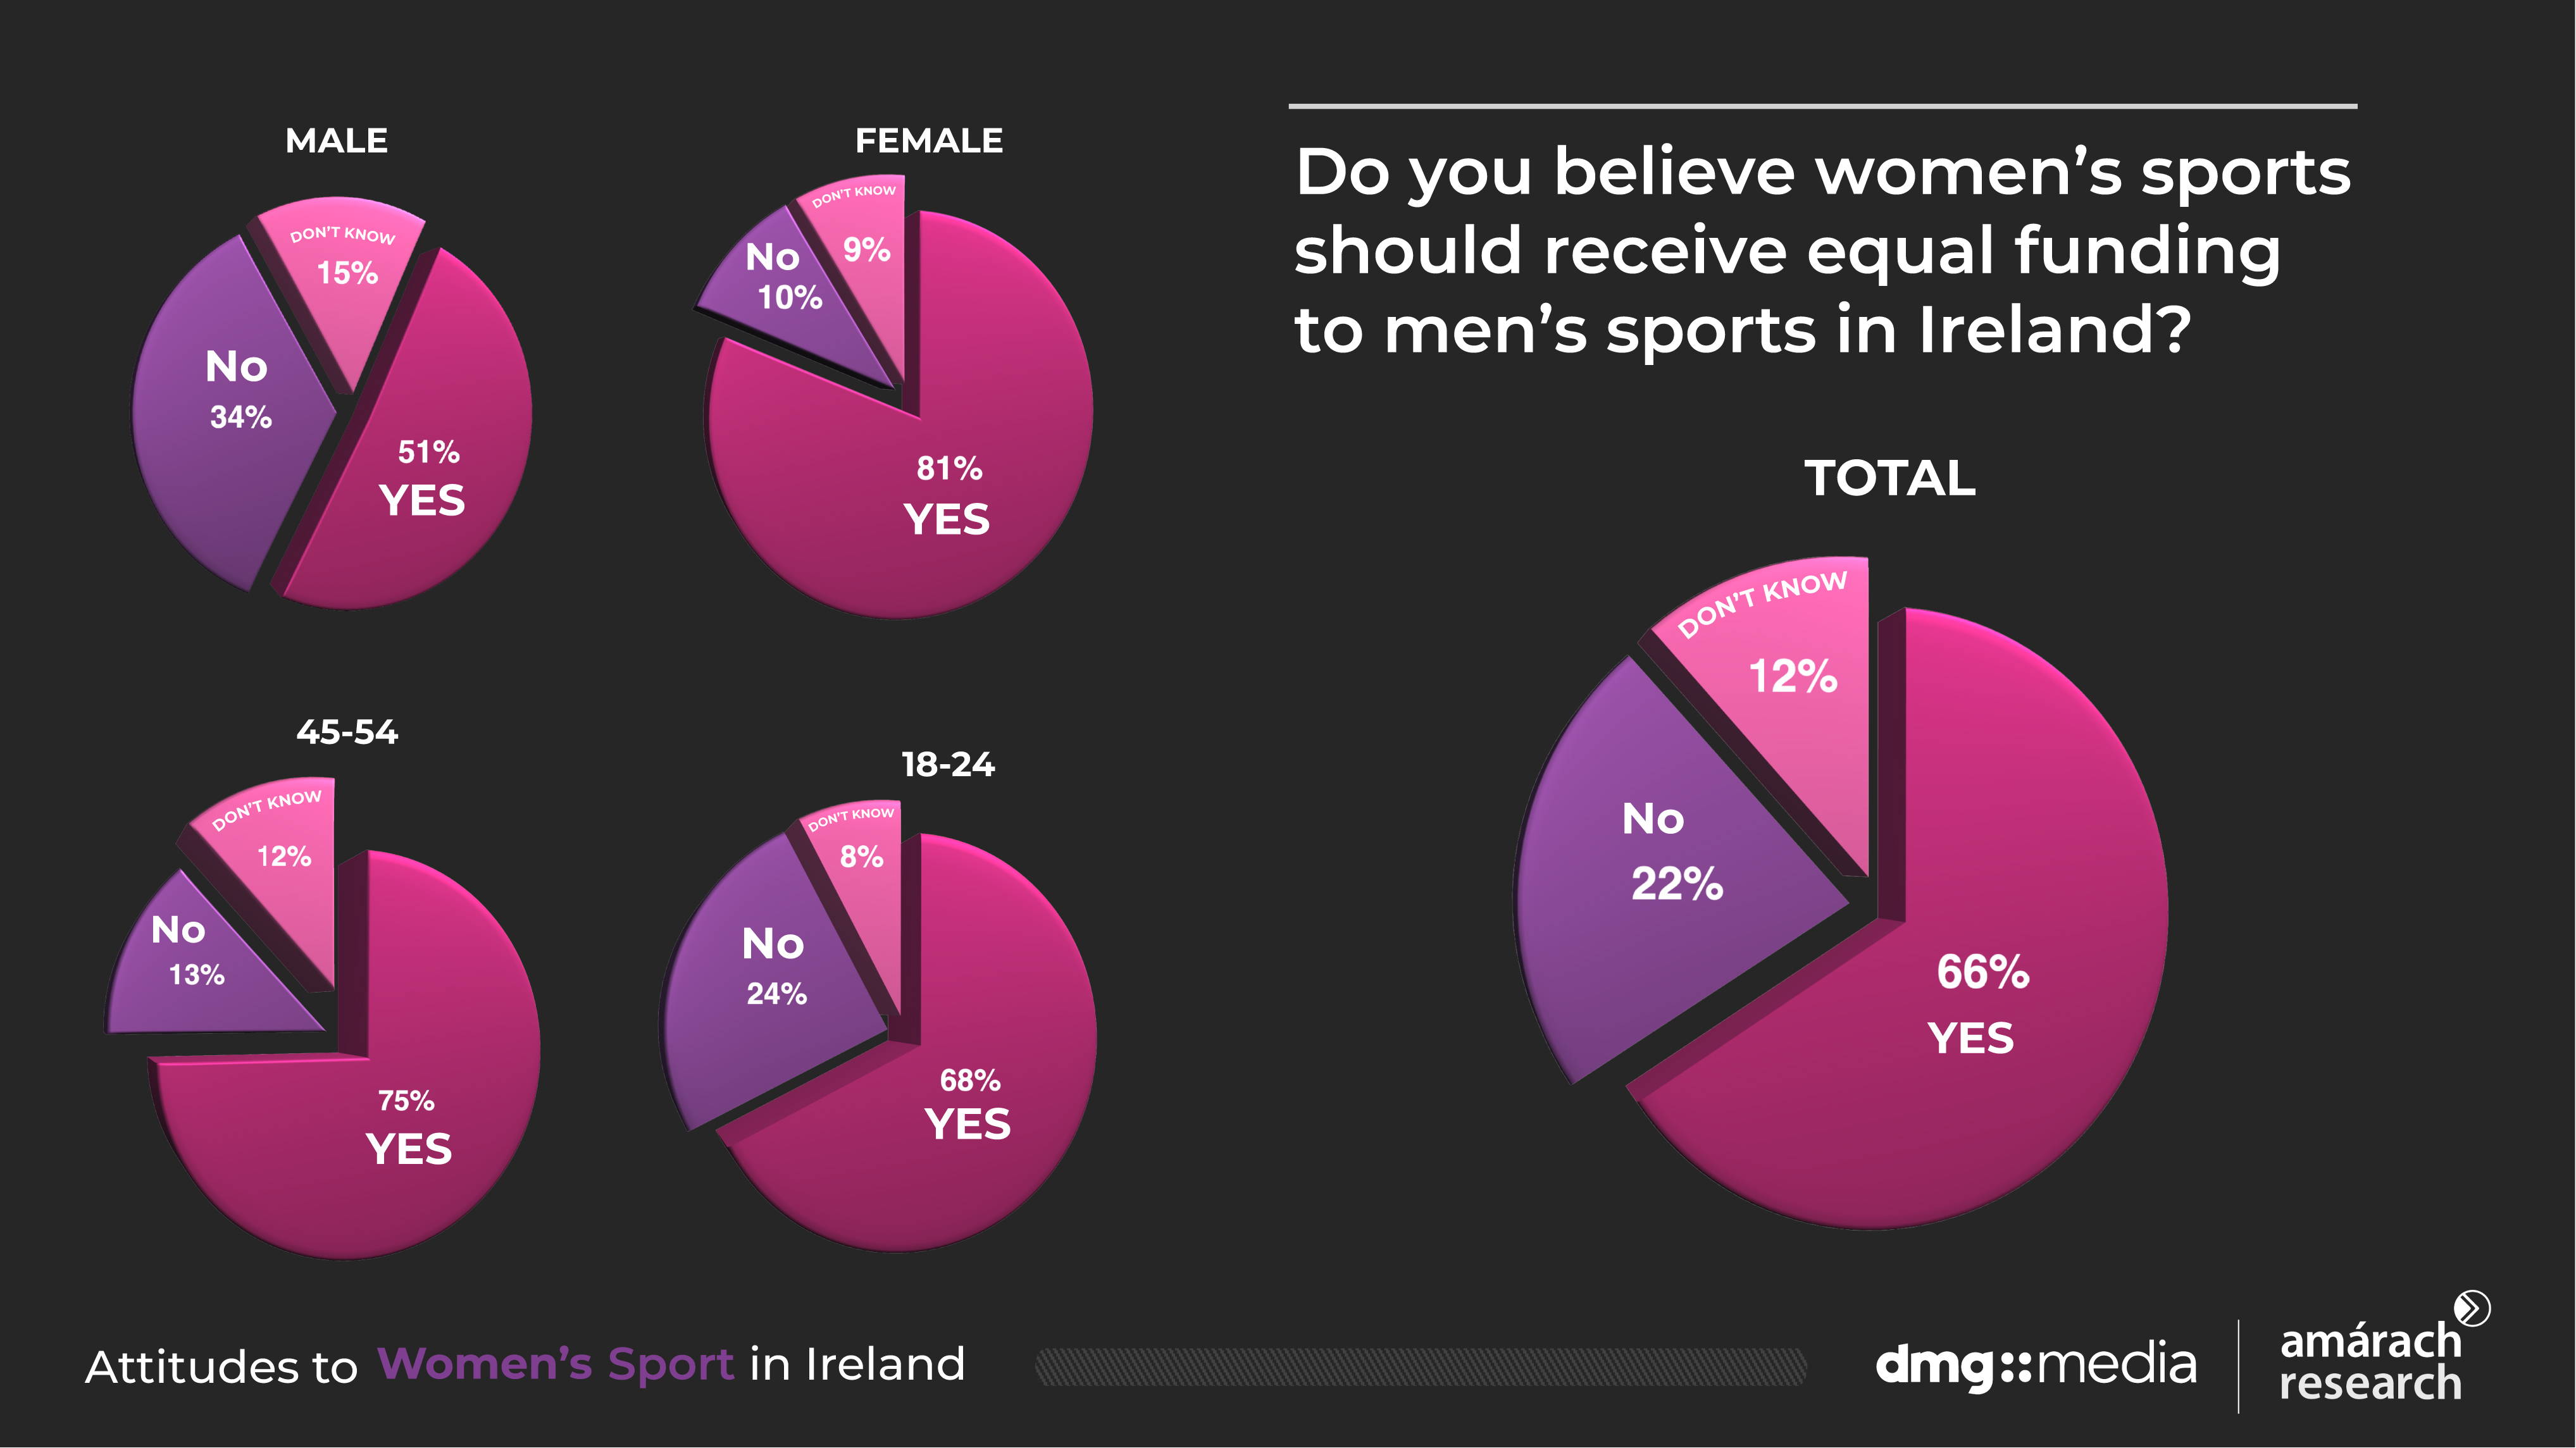 Do you believe women's sports
should receive equal funding
to men's sports in Ireland?
MALE
DON'T KNOW
15%
No
34%
51%
YES
FEMALE
DON'T KNOW
9%
No
10%
81%
YES
45-54
DON'T KNOW
12%
No
13%
75%
YES
18-24
DON'T KNOW
8%
No
24%
68%
YES
TOTAL
DON'T KNOW
12%
No
22%
66%
YES
Attitudes to Women's Sport in Ireland
dmg::media
amárach
research